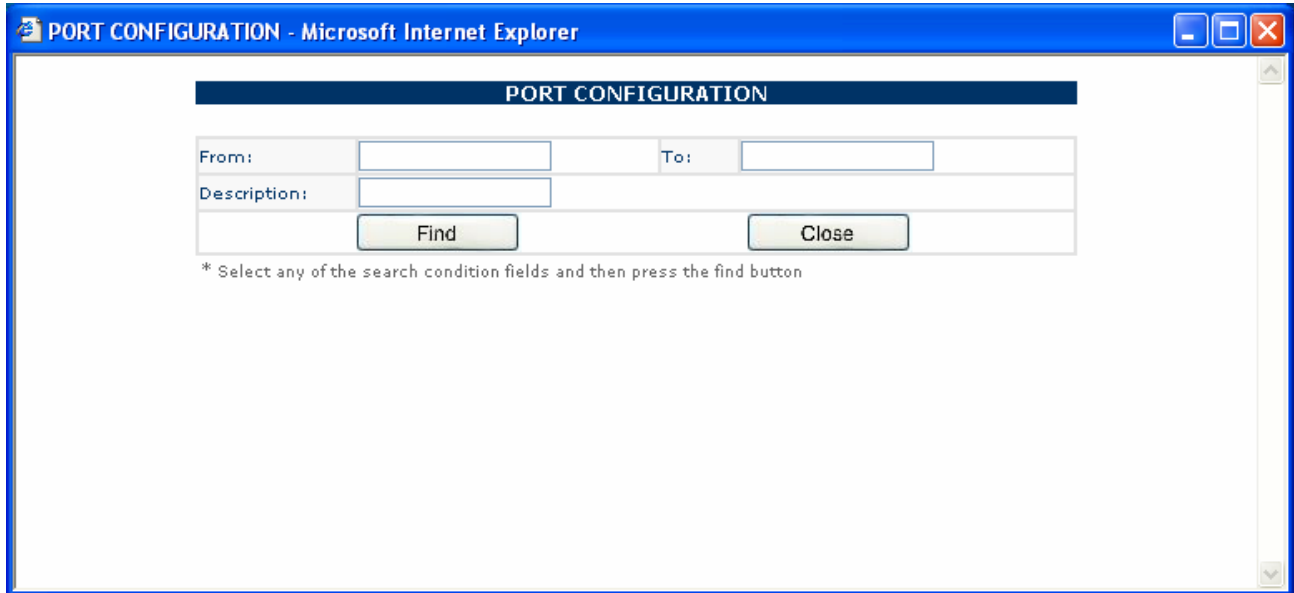 PORT CONFIGURATION - Microsoft Internet Explorer
PORT CONFIGURATION
From: To:
Description:
Find Close
* Select any of the search condition fields and then press the find button